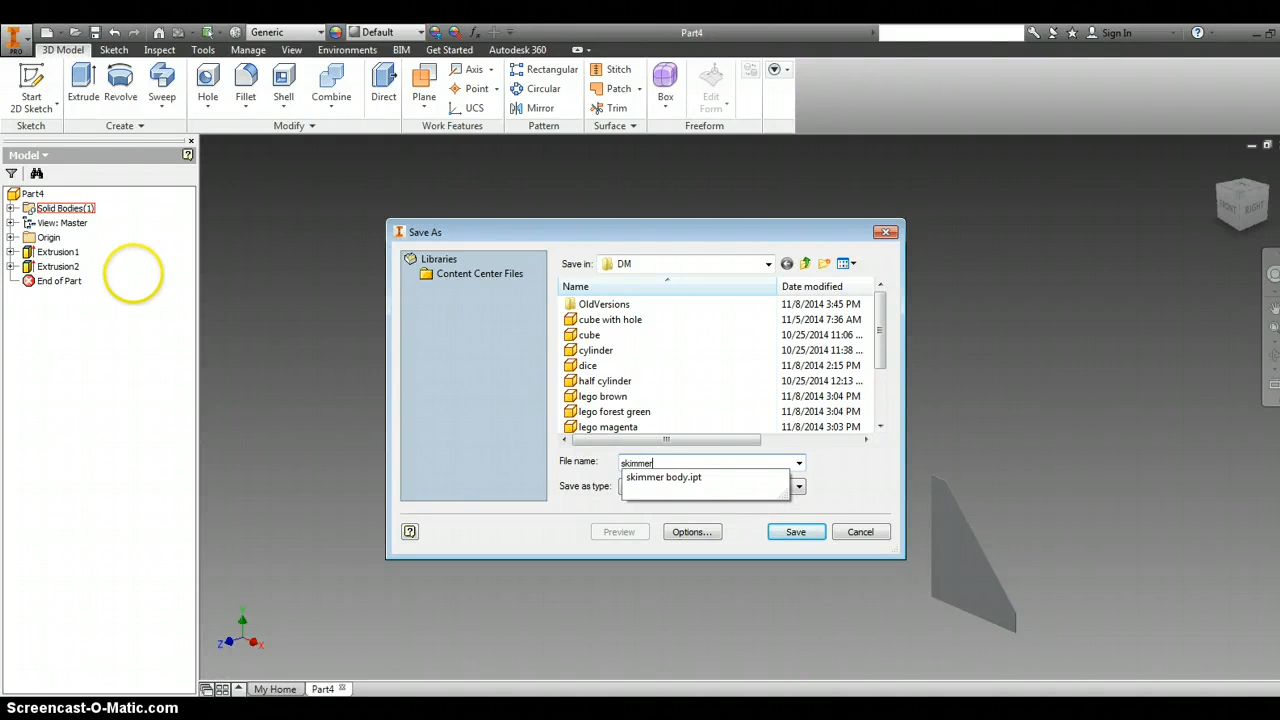 Generic
Default
Part4
Sign In
PRO
3D Model
Sketch
Inspect
Tools
Manage
View
Environments
BIM
Get Started
Autodesk 360
Start
2D Sketch
Extrude
Revolve
Sweep
Hole
Fillet
Shell
Combine
Direct
Plane
Axis
Point
UCS
Rectangular
Circular
Mirror
Stitch
Patch
Trim
Box
Edit
Form
Sketch
Create
Modify
Work Features
Pattern
Surface
Freeform
Model
Part4
Solid Bodies(1)
View: Master
Origin
Extrusion1
Extrusion2
End of Part
FRONT
RIGHT
Save As
Libraries
Content Center Files
Save in:
DM
Name
Date modified
OldVersions 11/8/2014 3:45 PM
cube with hole 11/5/2014 7:36 AM
cube 10/25/2014 11:06 ...
cylinder 10/25/2014 11:38 ...
dice 11/8/2014 2:15 PM
half cylinder 10/25/2014 12:13 ...
lego brown 11/8/2014 3:04 PM
lego forest green 11/8/2014 3:04 PM
lego magenta 11/8/2014 3:03 PM
File name:
skimmer
skimmer body.ipt
Save as type:
Preview
Options...
Save
Cancel
Y
Z
X
My Home
Part4
Screencast-O-Matic.com